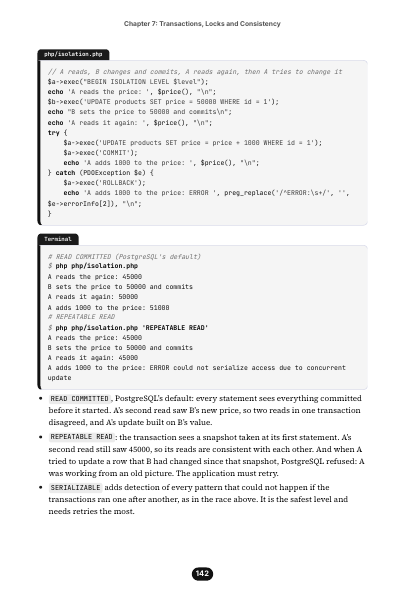 Chapter 7: Transactions, Locks and Consistency
php/isolation.php
// A reads, B changes and commits, A reads again, then A tries to change it
$a->exec("BEGIN ISOLATION LEVEL $level");
echo 'A reads the price: ', $price(), "\n";
$b->exec('UPDATE products SET price = 50000 WHERE id = 1');
echo "B sets the price to 50000 and commits\n";
echo 'A reads it again: ', $price(), "\n";
try {
    $a->exec('UPDATE products SET price = price + 1000 WHERE id = 1');
    $a->exec('COMMIT');
    echo 'A adds 1000 to the price: ', $price(), "\n";
} catch (PDOException $e) {
    $a->exec('ROLLBACK');
    echo 'A adds 1000 to the price: ERROR ', preg_replace('/^ERROR:\s+/', '',
$e->errorInfo[2]), "\n";
}
Terminal
# READ COMMITTED (PostgreSQL's default)
$ php php/isolation.php
A reads the price: 45000
B sets the price to 50000 and commits
A reads it again: 50000
A adds 1000 to the price: 51000
# REPEATABLE READ
$ php php/isolation.php 'REPEATABLE READ'
A reads the price: 45000
B sets the price to 50000 and commits
A reads it again: 45000
A adds 1000 to the price: ERROR could not serialize access due to concurrent
update
• READ COMMITTED, PostgreSQL's default: every statement sees everything committed
before it started. A's second read saw B's new price, so two reads in one transaction
disagreed, and A's update built on B's value.
• REPEATABLE READ: the transaction sees a snapshot taken at its first statement. A's
second read still saw 45000, so its reads are consistent with each other. And when A
tried to update a row that B had changed since that snapshot, PostgreSQL refused: A
was working from an old picture. The application must retry.
• SERIALIZABLE adds detection of every pattern that could not happen if the
transactions ran one after another, as in the race above. It is the safest level and
needs retries the most.
142